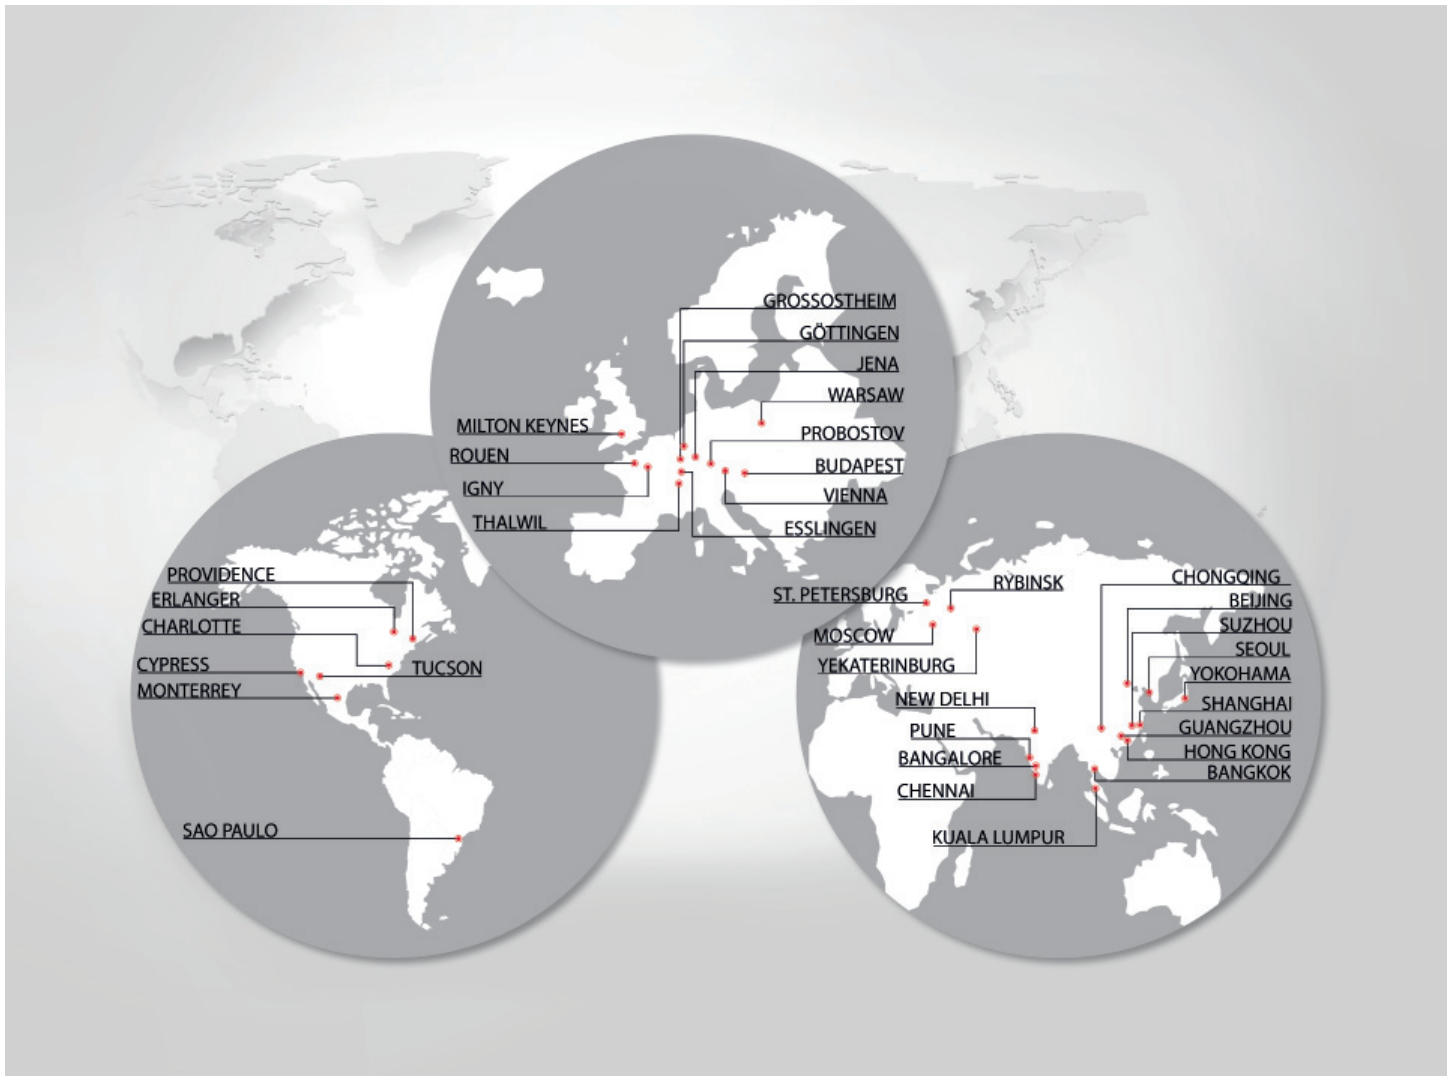 GROSSOSTHEIM
GÖTTINGEN
JENA
WARSAW
MILTON KEYNES
PROBOSTOV
ROUEN
BUDAPEST
IGNY
VIENNA
THALWIL
ESSLINGEN
PROVIDENCE
ERLANGER
CHARLOTTE
CYPRESS
TUCSON
MONTERREY
SAO PAULO
ST. PETERSBURG
RYBINSK
MOSCOW
YEKATERINBURG
NEW DELHI
PUNE
BANGALORE
CHENNAI
KUALA LUMPUR
CHONGQING
BEIJING
SUZHOU
SEOUL
YOKOHAMA
SHANGHAI
GUANGZHOU
HONG KONG
BANGKOK